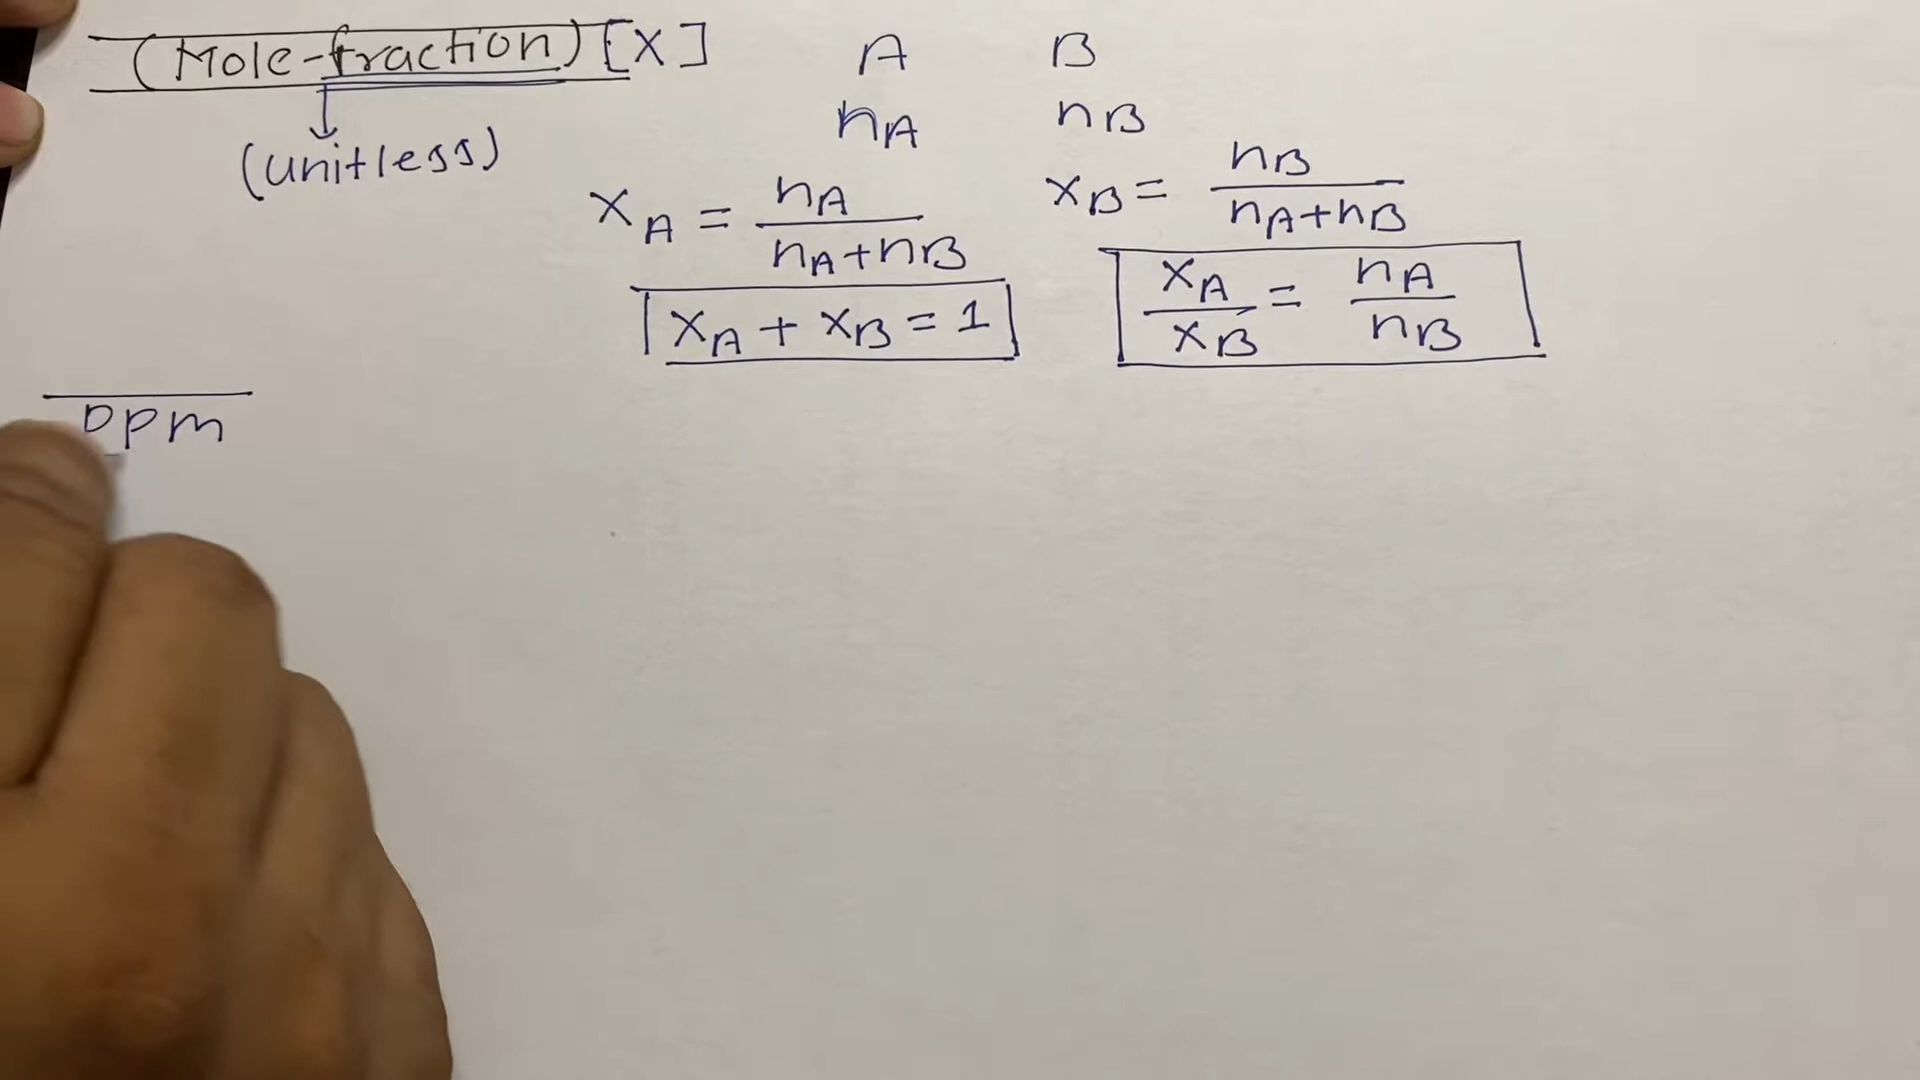 (Mole-fraction) [X]
(unitless)
A B
nA nB
xA = nA / nA+nB
xB = nB / nA+nB
xA + xB = 1
xA / xB = nA / nB
ppm